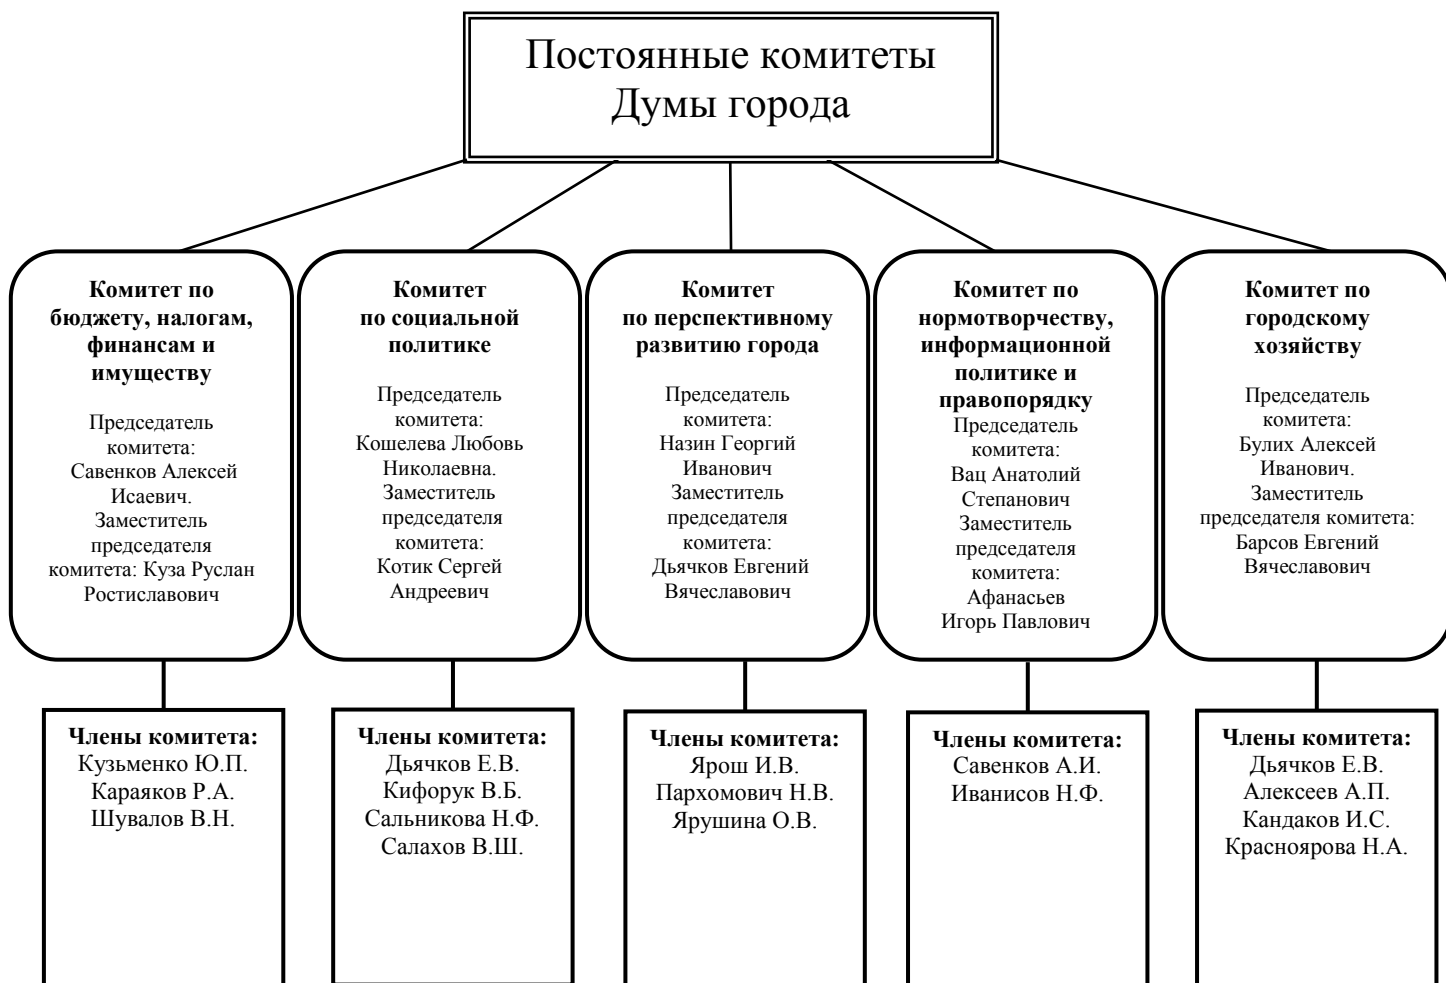 Постоянные комитеты
Думы города
Комитет по
бюджету, налогам,
финансам и
имуществу
Председатель
комитета:
Савенков Алексей
Исаевич.
Заместитель
председателя
комитета: Куза Руслан
Ростиславович
Комитет
по социальной
политике
Председатель
комитета:
Кошелева Любовь
Николаевна.
Заместитель
председателя
комитета:
Котик Сергей
Андреевич
Комитет
по перспективному
развитию города
Председатель
комитета:
Назин Георгий
Иванович
Заместитель
председателя
комитета:
Дьячков Евгений
Вячеславович
Комитет по
нормотворчеству,
информационной
политике и
правопорядку
Председатель
комитета:
Вац Анатолий
Степанович
Заместитель
председателя
комитета:
Афанасьев
Игорь Павлович
Комитет по
городскому
хозяйству
Председатель
комитета:
Булих Алексей
Иванович.
Заместитель
председателя комитета:
Барсов Евгений
Вячеславович
Члены комитета:
Кузьменко Ю.П.
Караяков Р.А.
Шувалов В.Н.
Члены комитета:
Дьячков Е.В.
Кифорук В.Б.
Сальникова Н.Ф.
Салахов В.Ш.
Члены комитета:
Ярош И.В.
Пархомович Н.В.
Ярушина О.В.
Члены комитета:
Савенков А.И.
Иванисов Н.Ф.
Члены комитета:
Дьячков Е.В.
Алексеев А.П.
Кандаков И.С.
Красноярова Н.А.